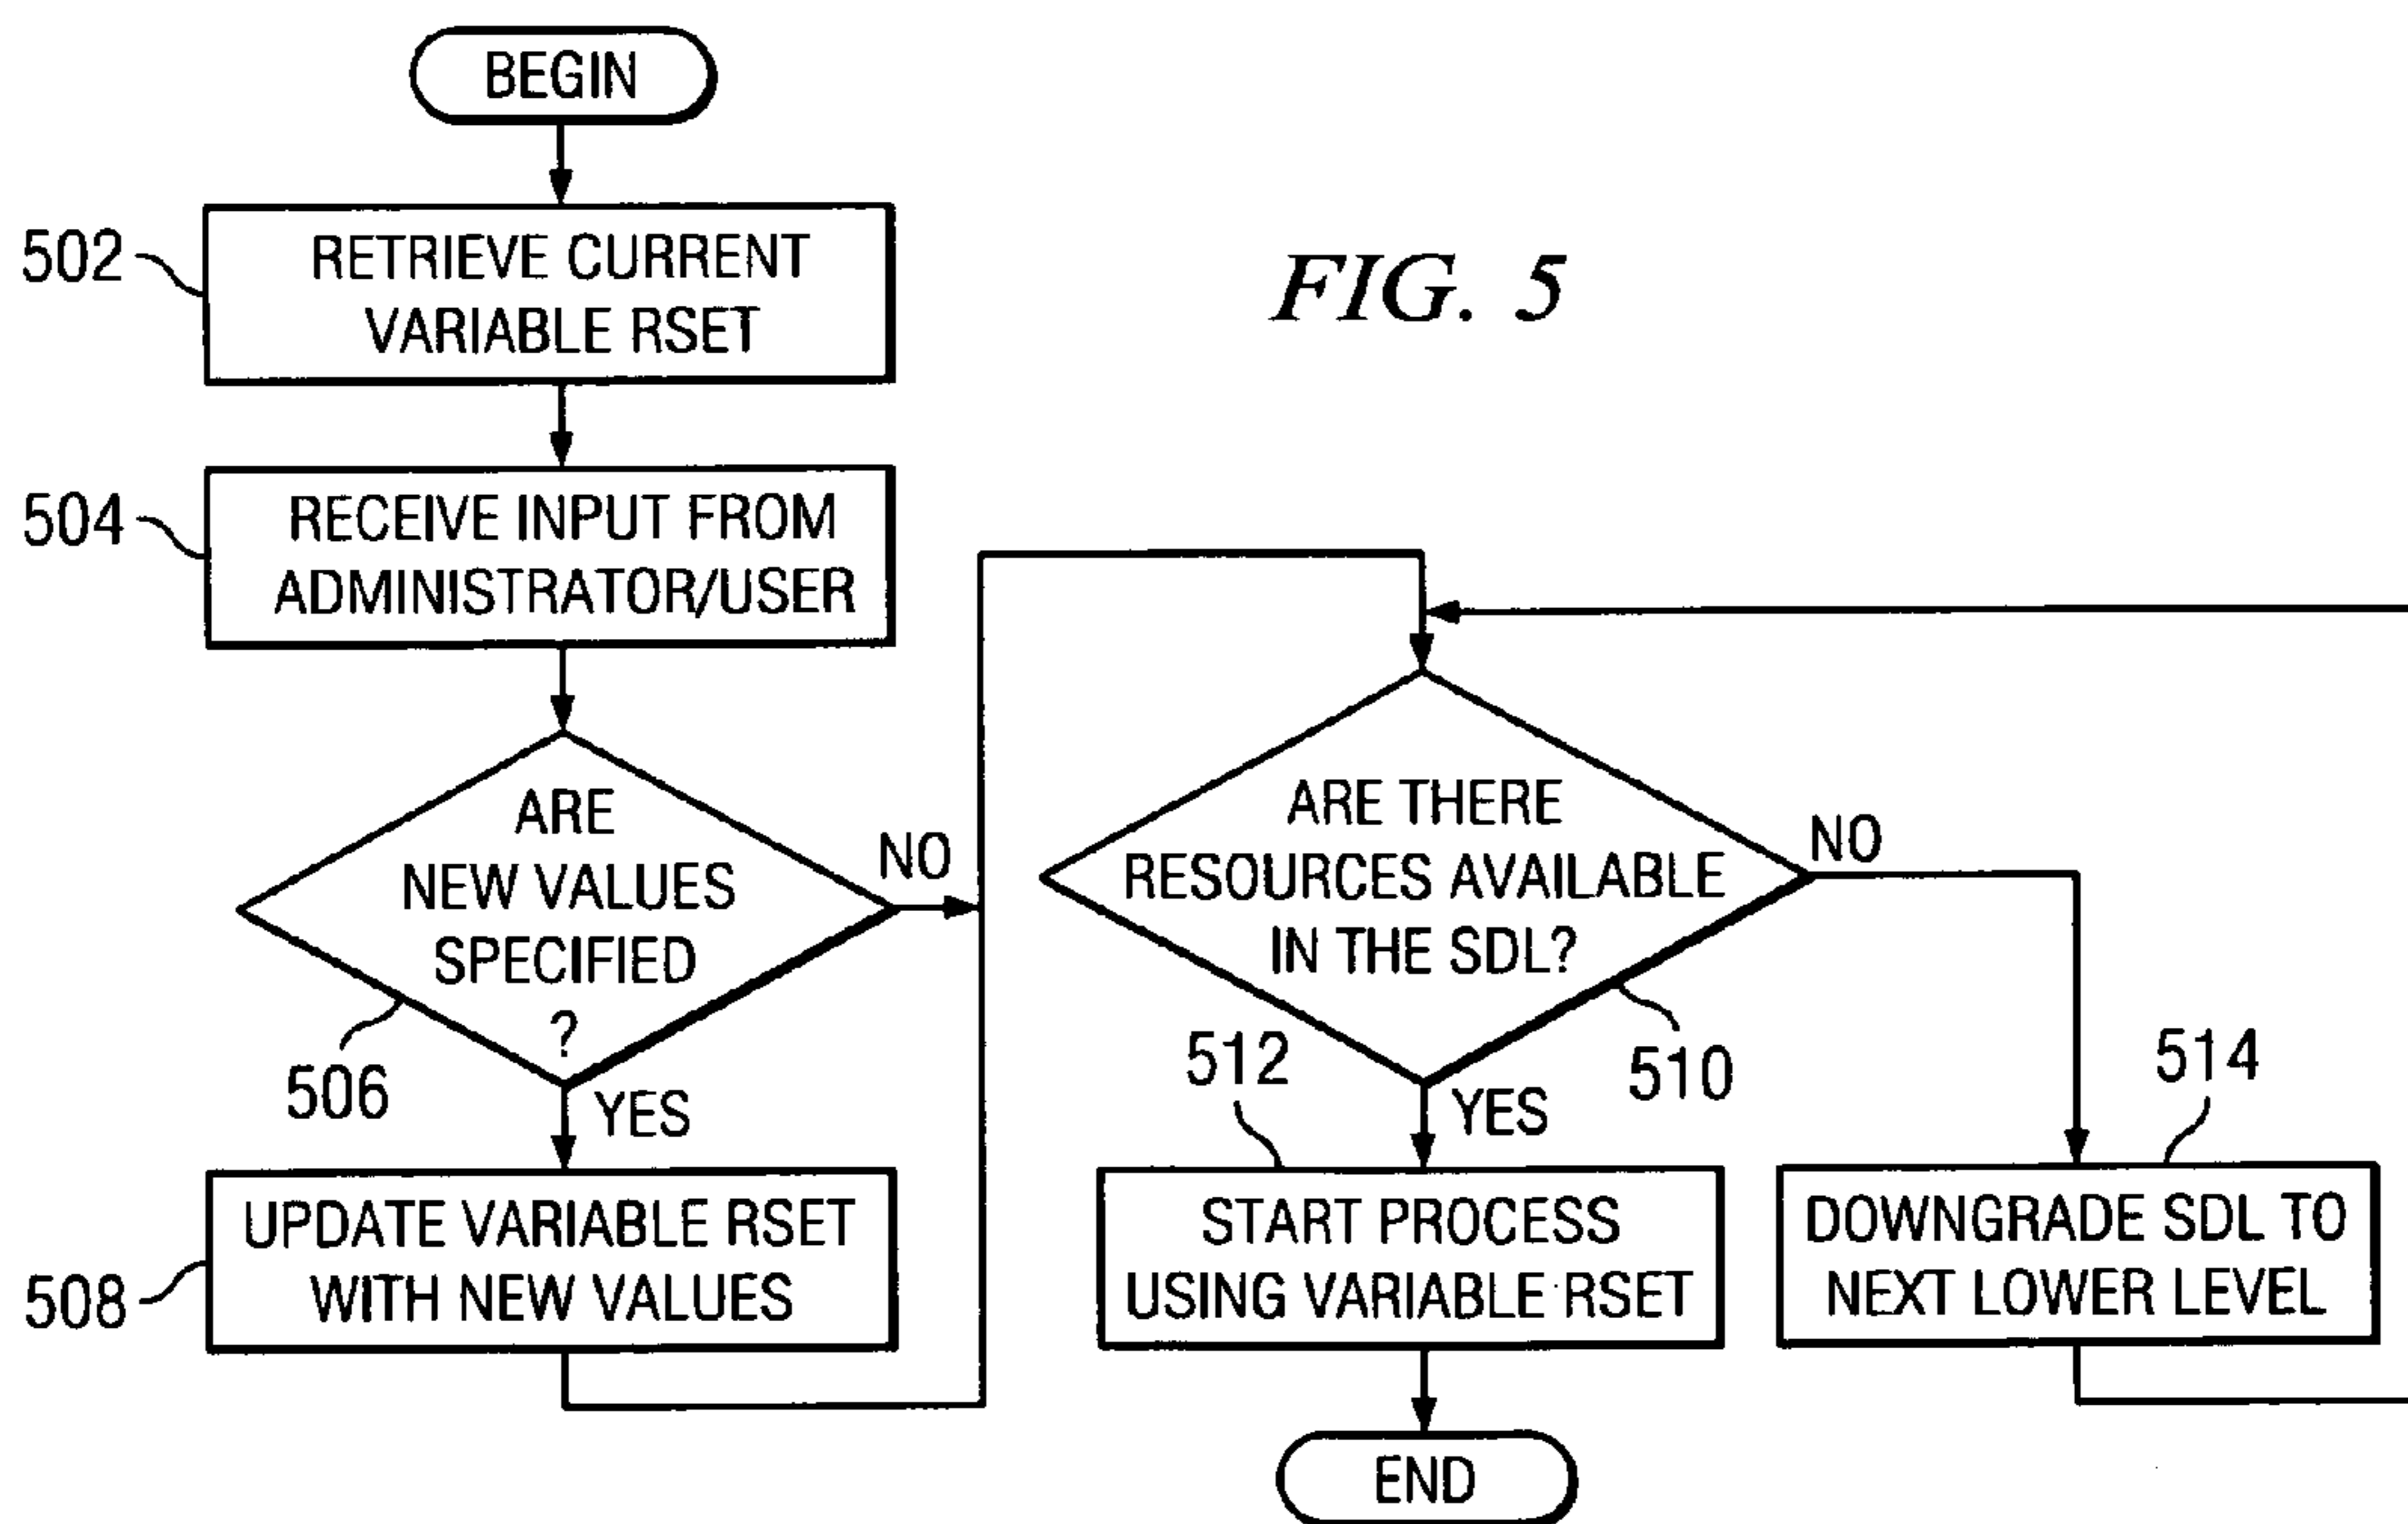 BEGIN
502
RETRIEVE CURRENT
VARIABLE RSET
FIG. 5
504
RECEIVE INPUT FROM
ADMINISTRATOR/USER
ARE
NEW VALUES
SPECIFIED
?
NO
506
YES
508
UPDATE VARIABLE RSET
WITH NEW VALUES
ARE THERE
RESOURCES AVAILABLE
IN THE SDL?
NO
510
YES
512
START PROCESS
USING VARIABLE RSET
514
DOWNGRADE SDL TO
NEXT LOWER LEVEL
END